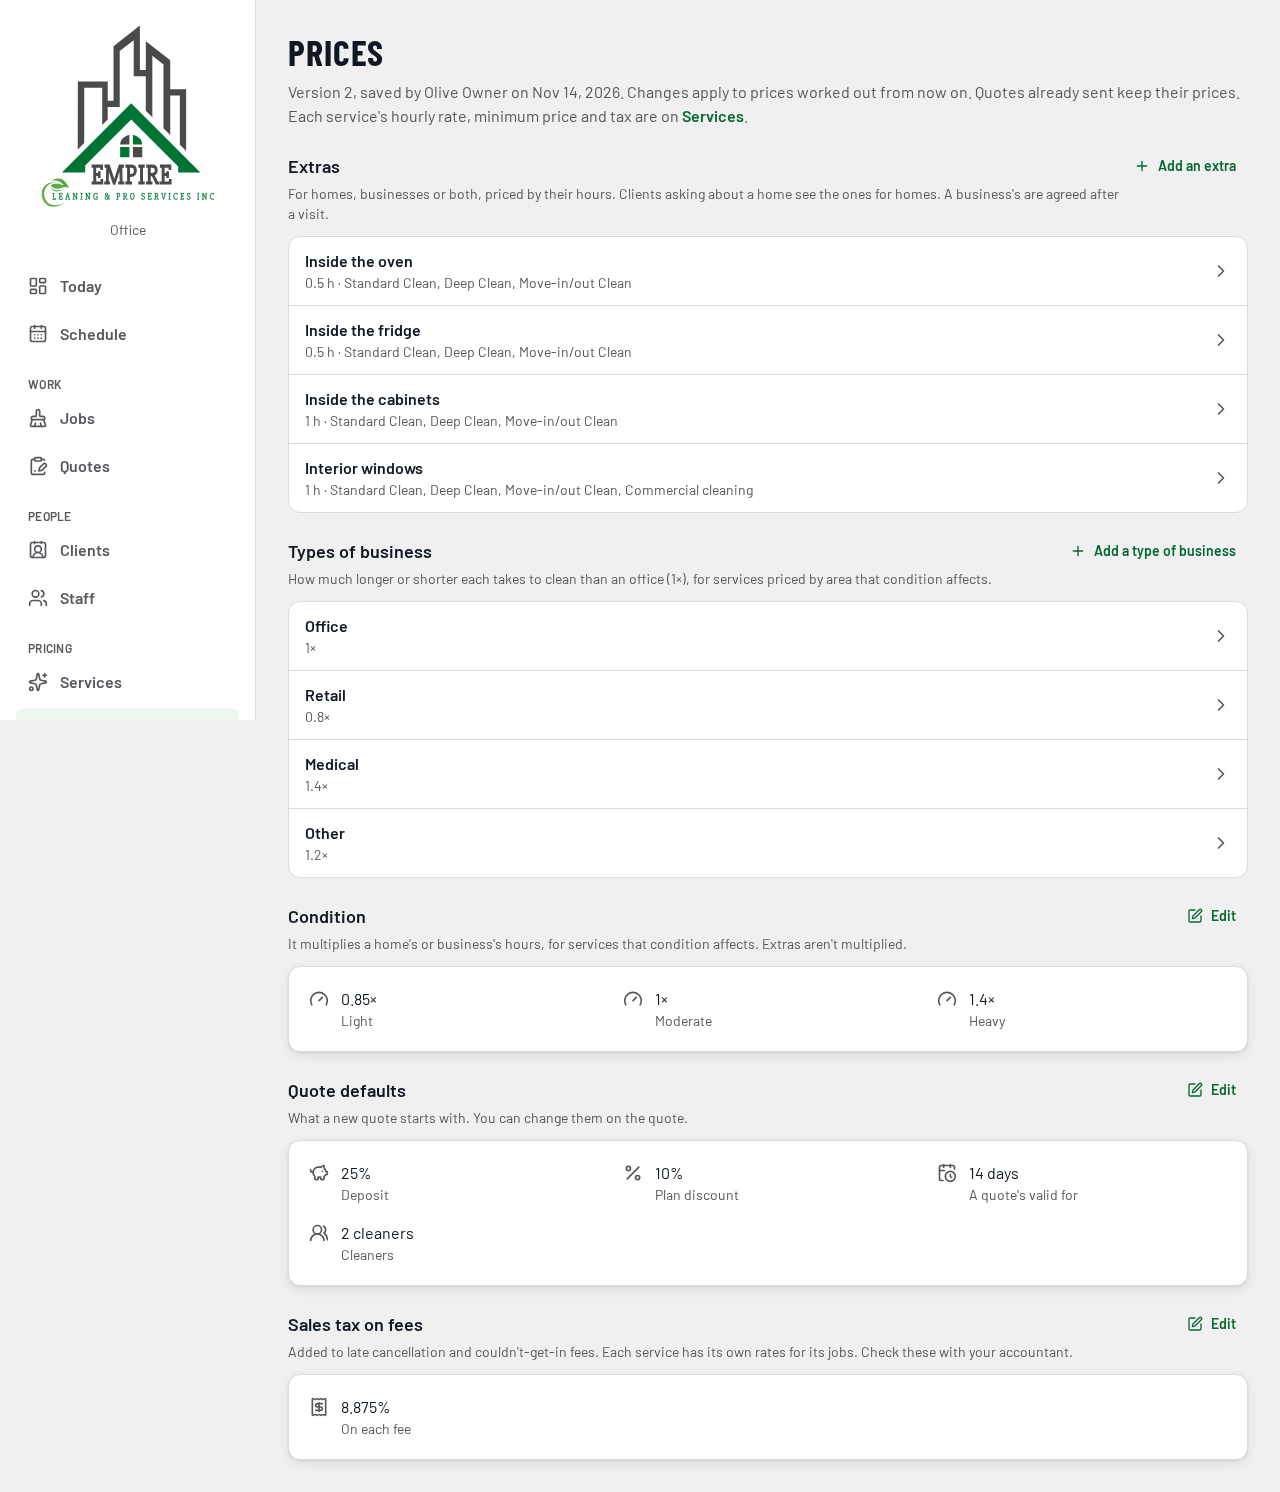 EMPIRE
CLEANING & PRO SERVICES INC
Office
Today
Schedule
WORK
Jobs
Quotes
PEOPLE
Clients
Staff
PRICING
Services
PRICES
Version 2, saved by Olive Owner on Nov 14, 2026. Changes apply to prices worked out from now on. Quotes already sent keep their prices.
Each service's hourly rate, minimum price and tax are on Services.
Extras
Add an extra
For homes, businesses or both, priced by their hours. Clients asking about a home see the ones for homes. A business's are agreed after
a visit.
Inside the oven
0.5 h · Standard Clean, Deep Clean, Move-in/out Clean
Inside the fridge
0.5 h · Standard Clean, Deep Clean, Move-in/out Clean
Inside the cabinets
1 h · Standard Clean, Deep Clean, Move-in/out Clean
Interior windows
1 h · Standard Clean, Deep Clean, Move-in/out Clean, Commercial cleaning
Types of business
Add a type of business
How much longer or shorter each takes to clean than an office (1×), for services priced by area that condition affects.
Office
1×
Retail
0.8×
Medical
1.4×
Other
1.2×
Condition
Edit
It multiplies a home's or business's hours, for services that condition affects. Extras aren't multiplied.
0.85×
Light
1×
Moderate
1.4×
Heavy
Quote defaults
Edit
What a new quote starts with. You can change them on the quote.
25%
Deposit
10%
Plan discount
14 days
A quote's valid for
2 cleaners
Cleaners
Sales tax on fees
Edit
Added to late cancellation and couldn't-get-in fees. Each service has its own rates for its jobs. Check these with your accountant.
8.875%
On each fee